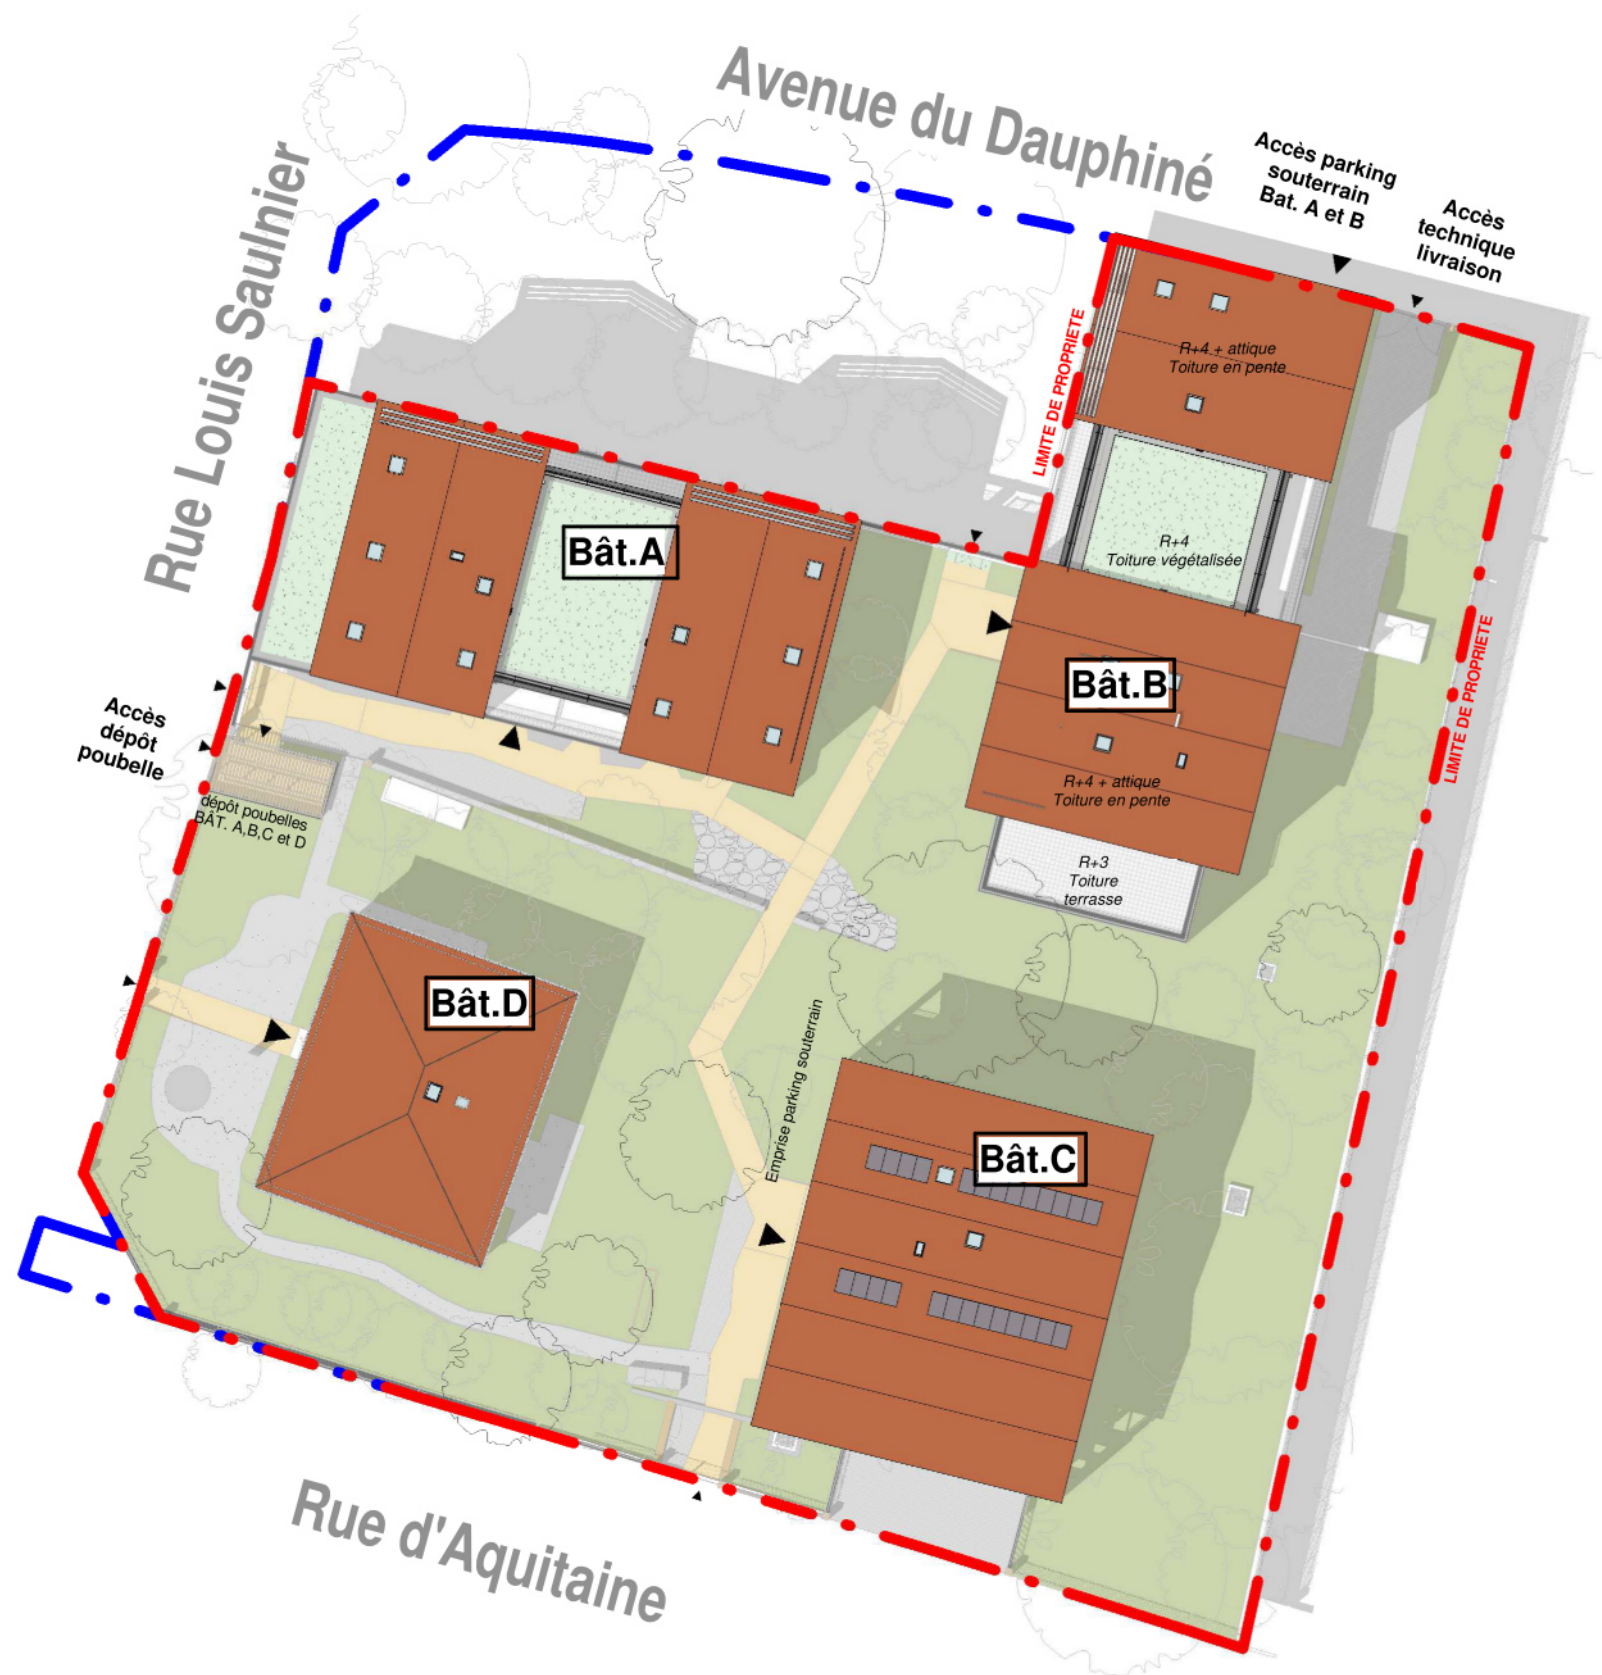 Avenue du Dauphiné
Rue Louis Saulnier
Accès parking
souterrain
Bat. A et B
Accès
technique
livraison
LIMITE DE PROPRIETE
R+4 + attique
Toiture en pente
R+4
Toiture végétalisée
Bât.A
Bât.B
LIMITE DE PROPRIETE
Accès
dépôt
poubelle
R+4 + attique
Toiture en pente
dépôt poubelles
BÂT. A,B,C et D
R+3
Toiture
terrasse
Bât.D
Emprise parking souterrain
Bât.C
Rue d'Aquitaine